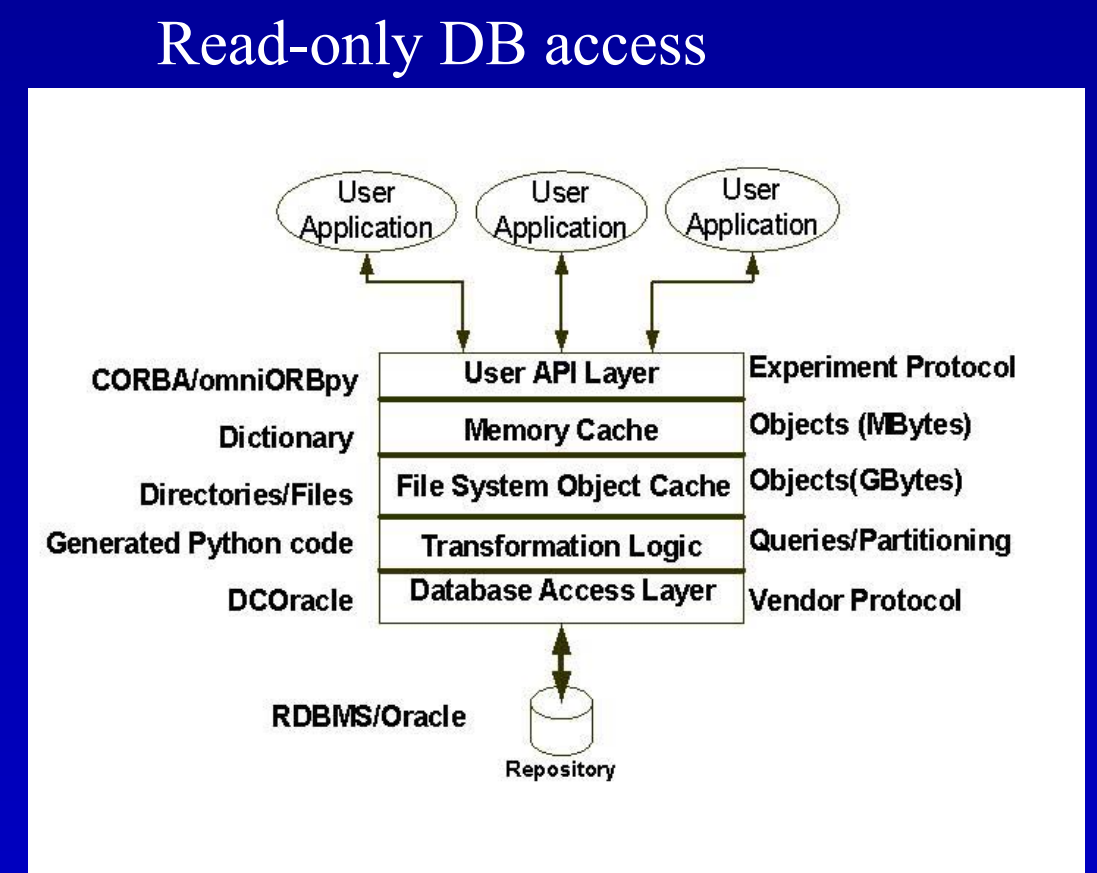 Read-only DB access
User
Application
User
Application
User
Application
CORBA/omniORBpy
User API Layer
Experiment Protocol
Dictionary
Memory Cache
Objects (MBytes)
Directories/Files
File System Object Cache
Objects(GBytes)
Generated Python code
Transformation Logic
Queries/Partitioning
DCOracle
Database Access Layer
Vendor Protocol
RDBMS/Oracle
Repository